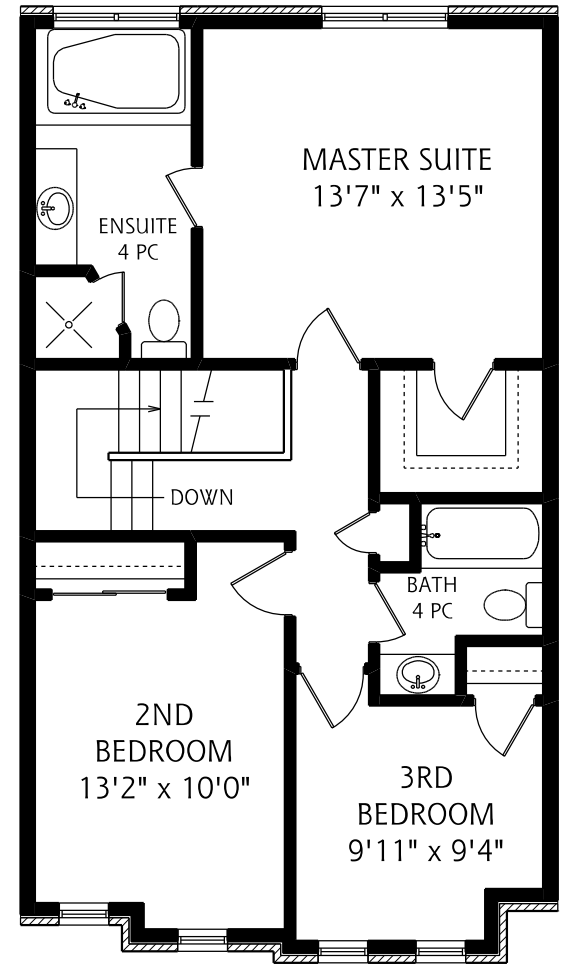 MASTER SUITE
13'7" x 13'5"
ENSUITE
4 PC
DOWN
BATH
4 PC
2ND
BEDROOM
13'2" x 10'0"
3RD
BEDROOM
9'11" x 9'4"